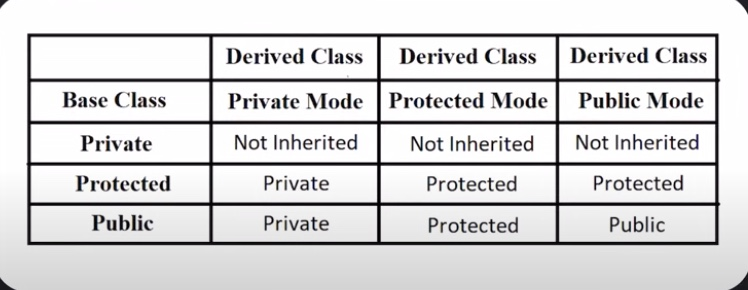 Derived Class Derived Class Derived Class
Base Class Private Mode Protected Mode Public Mode
Private Not Inherited Not Inherited Not Inherited
Protected Private Protected Protected
Public Private Protected Public